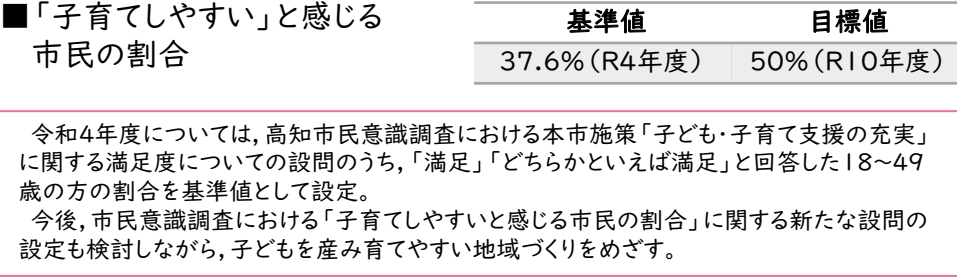 ■「子育てしやすい」と感じる
市民の割合
基準値 目標値
37.6%(R4年度) 50%(R10年度)
令和4年度については,高知市民意識調査における本市施策「子ども・子育て支援の充実」
に関する満足度についての設問のうち,「満足」「どちらかといえば満足」と回答した18~49
歳の方の割合を基準値として設定。
今後,市民意識調査における「子育てしやすいと感じる市民の割合」に関する新たな設問の
設定も検討しながら,子どもを産み育てやすい地域づくりをめざす。